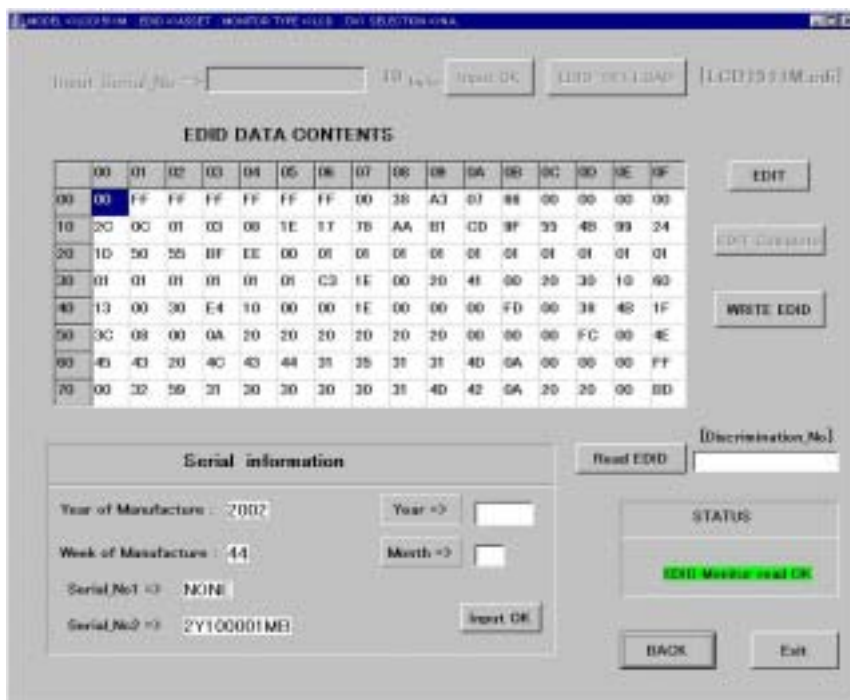 Input Serial_No =>
Input OK
[LCD1511M.edi]
EDID DATA CONTENTS
00 01 02 03 04 05 06 07 08 09 0A 0B 0C 0D 0E 0F
00 00 FF FF FF FF FF FF 00 38 A3 07 66 00 00 00 00
10 2C 0C 01 03 08 1E 17 78 AA B1 CD 9F 55 4B 99 24
20 1D 50 55 BF EE 00 01 01 01 01 01 01 01 01 01 01
30 01 01 01 01 01 01 C3 1E 00 20 41 00 20 30 10 60
40 13 00 30 E4 10 00 00 1E 00 00 00 FD 00 38 4B 1F
50 3C 08 00 0A 20 20 20 20 20 20 00 00 00 FC 00 4E
60 45 43 20 4C 43 44 31 35 31 31 4D 0A 00 00 00 FF
70 00 32 59 31 30 30 30 30 31 4D 42 0A 20 20 00 BD
EDIT
EDIT Complete
WRITE EDID
Serial information
Read EDID
[Discrimination_No]
Year of Manufacture : 2002
Year =>
Week of Manufacture : 44
Month =>
Serial_No1 => NONE
Serial_No2 => 2Y100001MB
Input OK
STATUS
EDID Monitor read OK
BACK
Exit